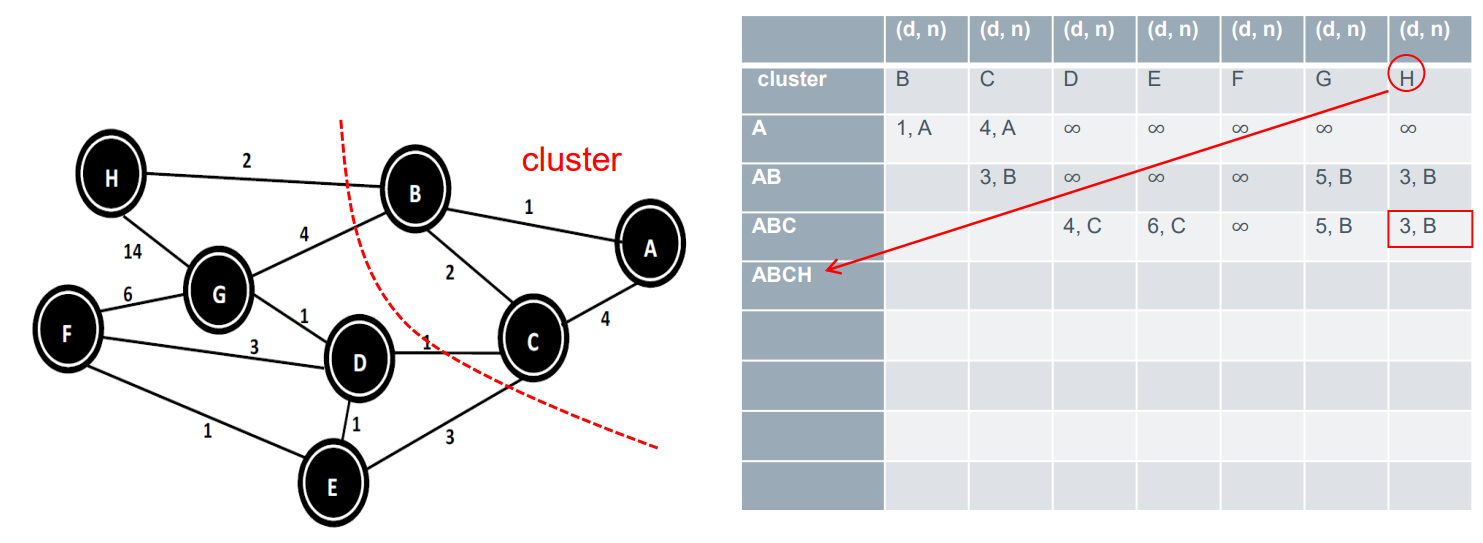 cluster
H
2
B
1
A
14
4
2
G
6
F
1
3
D
1
C
4
1
1
3
E
(d, n) (d, n) (d, n) (d, n) (d, n) (d, n) (d, n)
cluster B C D E F G H
A 1, A 4, A ∞ ∞ ∞ ∞ ∞
AB 3, B ∞ ∞ ∞ 5, B 3, B
ABC 4, C 6, C ∞ 5, B 3, B
ABCH